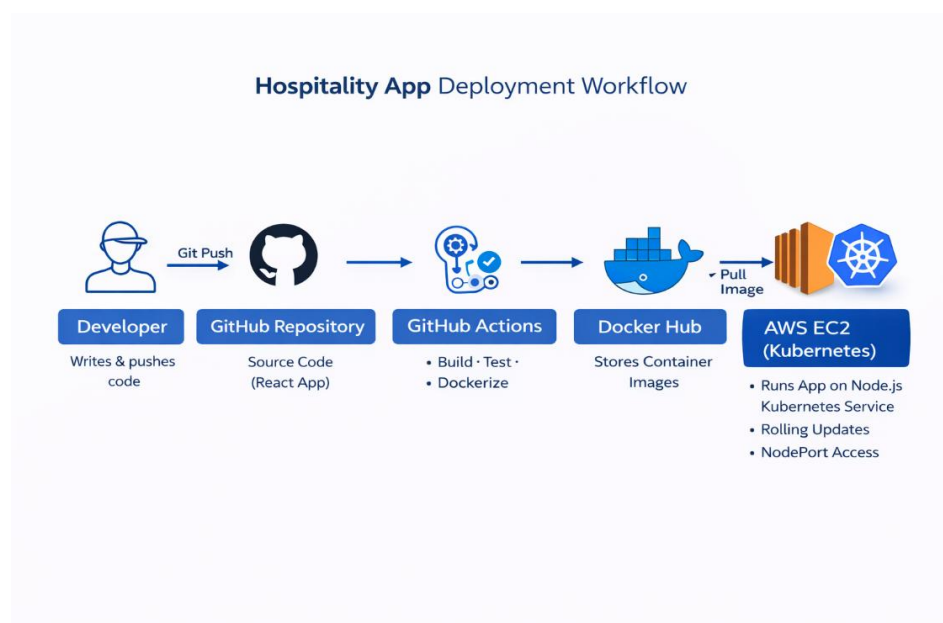 Hospitality App Deployment Workflow
Git Push
Pull
Image
Developer
GitHub Repository
GitHub Actions
Docker Hub
AWS EC2
(Kubernetes)
Writes & pushes
code
Source Code
(React App)
• Build · Test ·
• Dockerize
Stores Container
Images
• Runs App on Node.js
Kubernetes Service
• Rolling Updates
• NodePort Access